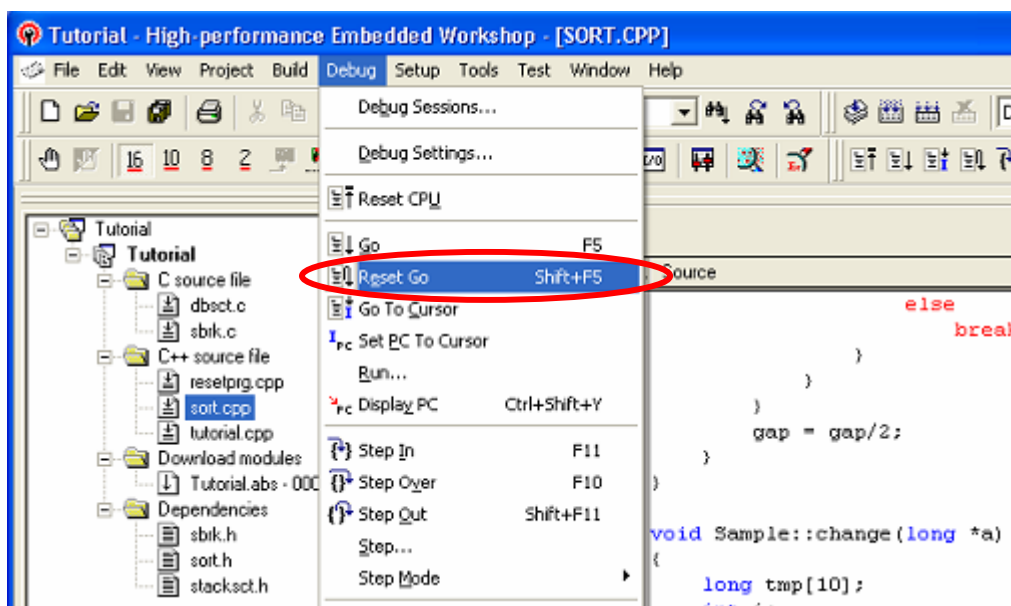 Tutorial - High-performance Embedded Workshop - [SORT.CPP]
File Edit View Project Build Debug Setup Tools Test Window Help
Debug Sessions...
16 10 8 2
Debug Settings...
Reset CPU
Go F5
Reset Go Shift+F5
Go To Cursor
Set PC To Cursor
Run...
Display PC Ctrl+Shift+Y
Step In F11
Step Over F10
Step Out Shift+F11
Step...
Step Mode
Tutorial
Tutorial
C source file
dbsct.c
sbrk.c
C++ source file
resetprg.cpp
sort.cpp
tutorial.cpp
Download modules
Tutorial.abs - 000
Dependencies
sbrk.h
sort.h
stacksct.h
Source
else
break
}
}
}
gap = gap/2;
}
}
void Sample::change(long *a)
{
long tmp[10];